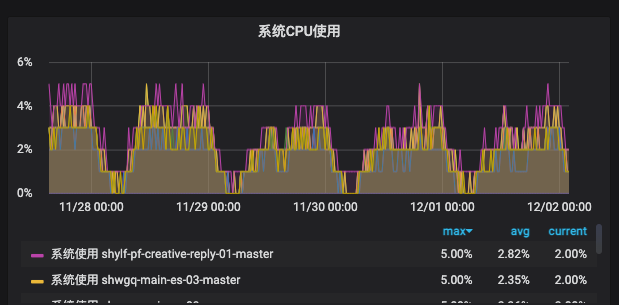 系统CPU使用
6%
4%
2%
0%
11/28 00:00 11/29 00:00 11/30 00:00 12/01 00:00 12/02 00:00
max avg current
系统使用 shylf-pf-creative-reply-01-master 5.00% 2.82% 2.00%
系统使用 shwgq-main-es-03-master 5.00% 2.35% 2.00%